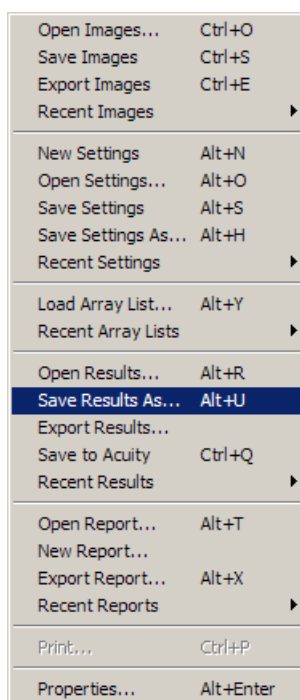 Open Images... Ctrl+O
Save Images Ctrl+S
Export Images Ctrl+E
Recent Images
New Settings Alt+N
Open Settings... Alt+O
Save Settings Alt+S
Save Settings As... Alt+H
Recent Settings
Load Array List... Alt+Y
Recent Array Lists
Open Results... Alt+R
Save Results As... Alt+U
Export Results...
Save to Acuity Ctrl+Q
Recent Results
Open Report... Alt+T
New Report...
Export Report... Alt+X
Recent Reports
Print... Ctrl+P
Properties... Alt+Enter